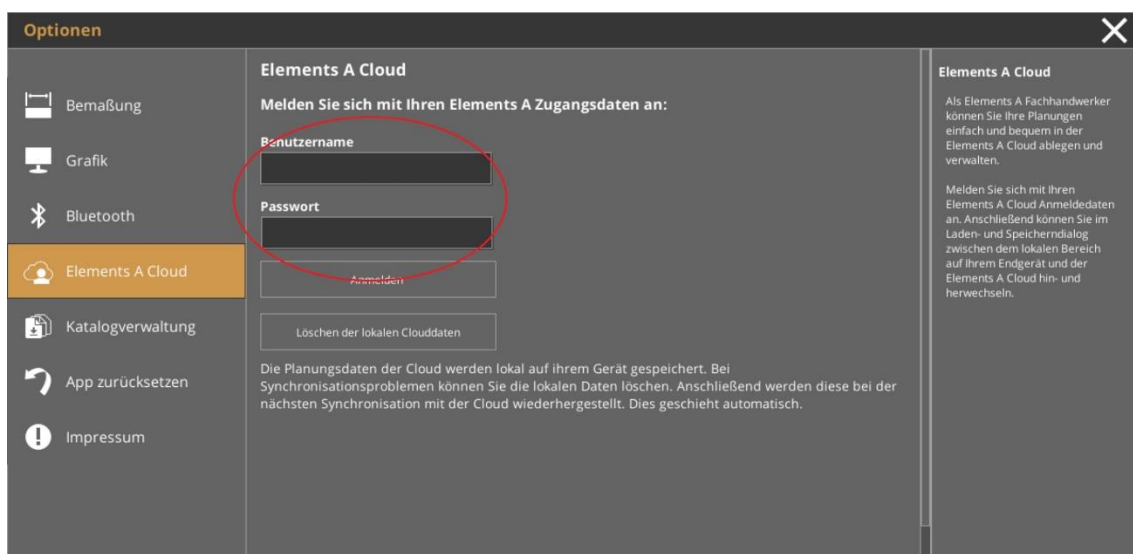 Optionen
Bemaßung
Grafik
Bluetooth
Elements A Cloud
Katalogverwaltung
App zurücksetzen
Impressum
Elements A Cloud
Melden Sie sich mit Ihren Elements A Zugangsdaten an:
Benutzername
Passwort
Anmelden
Löschen der lokalen Clouddaten
Die Planungsdaten der Cloud werden lokal auf ihrem Gerät gespeichert. Bei
Synchronisationsproblemen können Sie die lokalen Daten löschen. Anschließend werden diese bei der
nächsten Synchronisation mit der Cloud wiederhergestellt. Dies geschieht automatisch.
Elements A Cloud
Als Elements A Fachhandwerker
können Sie Ihre Planungen
einfach und bequem in der
Elements A Cloud ablegen und
verwalten.
Melden Sie sich mit Ihren
Elements A Cloud Anmeldedaten
an. Anschließend können Sie im
Laden- und Speicherndialog
zwischen dem lokalen Bereich
auf Ihrem Endgerät und der
Elements A Cloud hin- und
herwechseln.